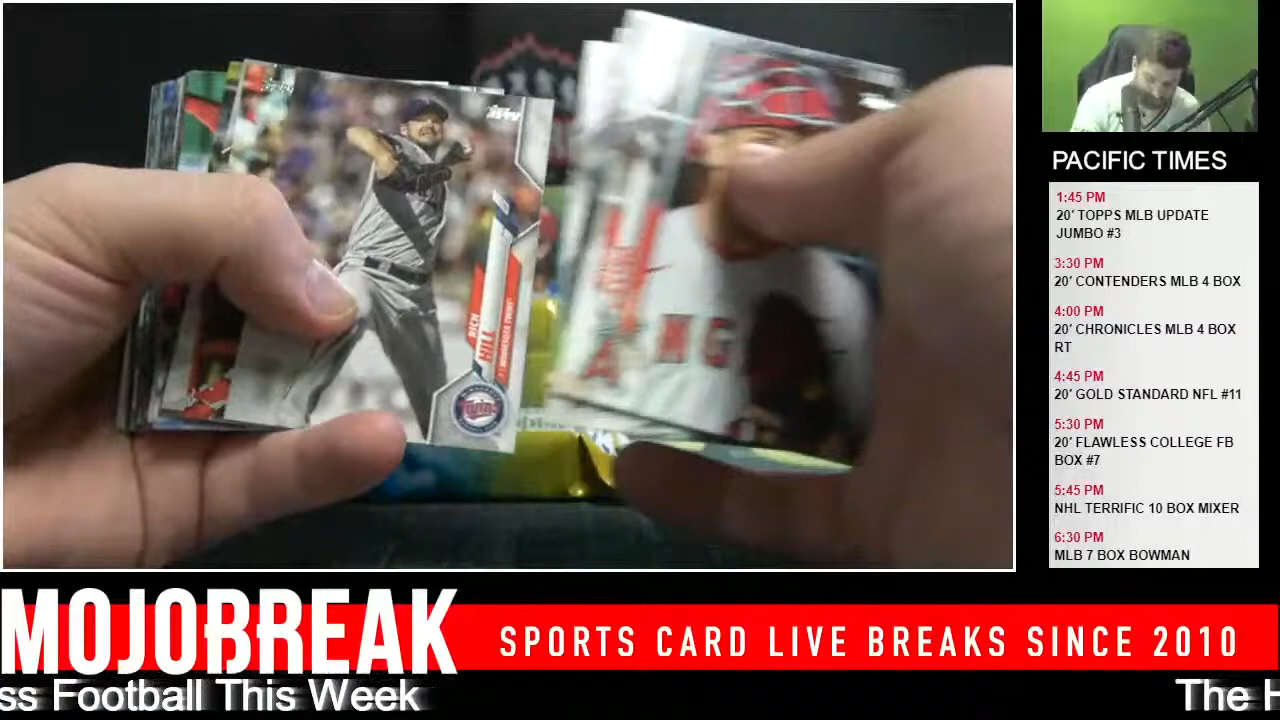 topps
RICH
HILL
MINNESOTA TWINS
Twins
PACIFIC TIMES
1:45 PM
20' TOPPS MLB UPDATE
JUMBO #3
3:30 PM
20' CONTENDERS MLB 4 BOX
4:00 PM
20' CHRONICLES MLB 4 BOX
RT
4:45 PM
20' GOLD STANDARD NFL #11
5:30 PM
20' FLAWLESS COLLEGE FB
BOX #7
5:45 PM
NHL TERRIFIC 10 BOX MIXER
6:30 PM
MLB 7 BOX BOWMAN
MOJOBREAK
SPORTS CARD LIVE BREAKS SINCE 2010
ss Football This Week
The H